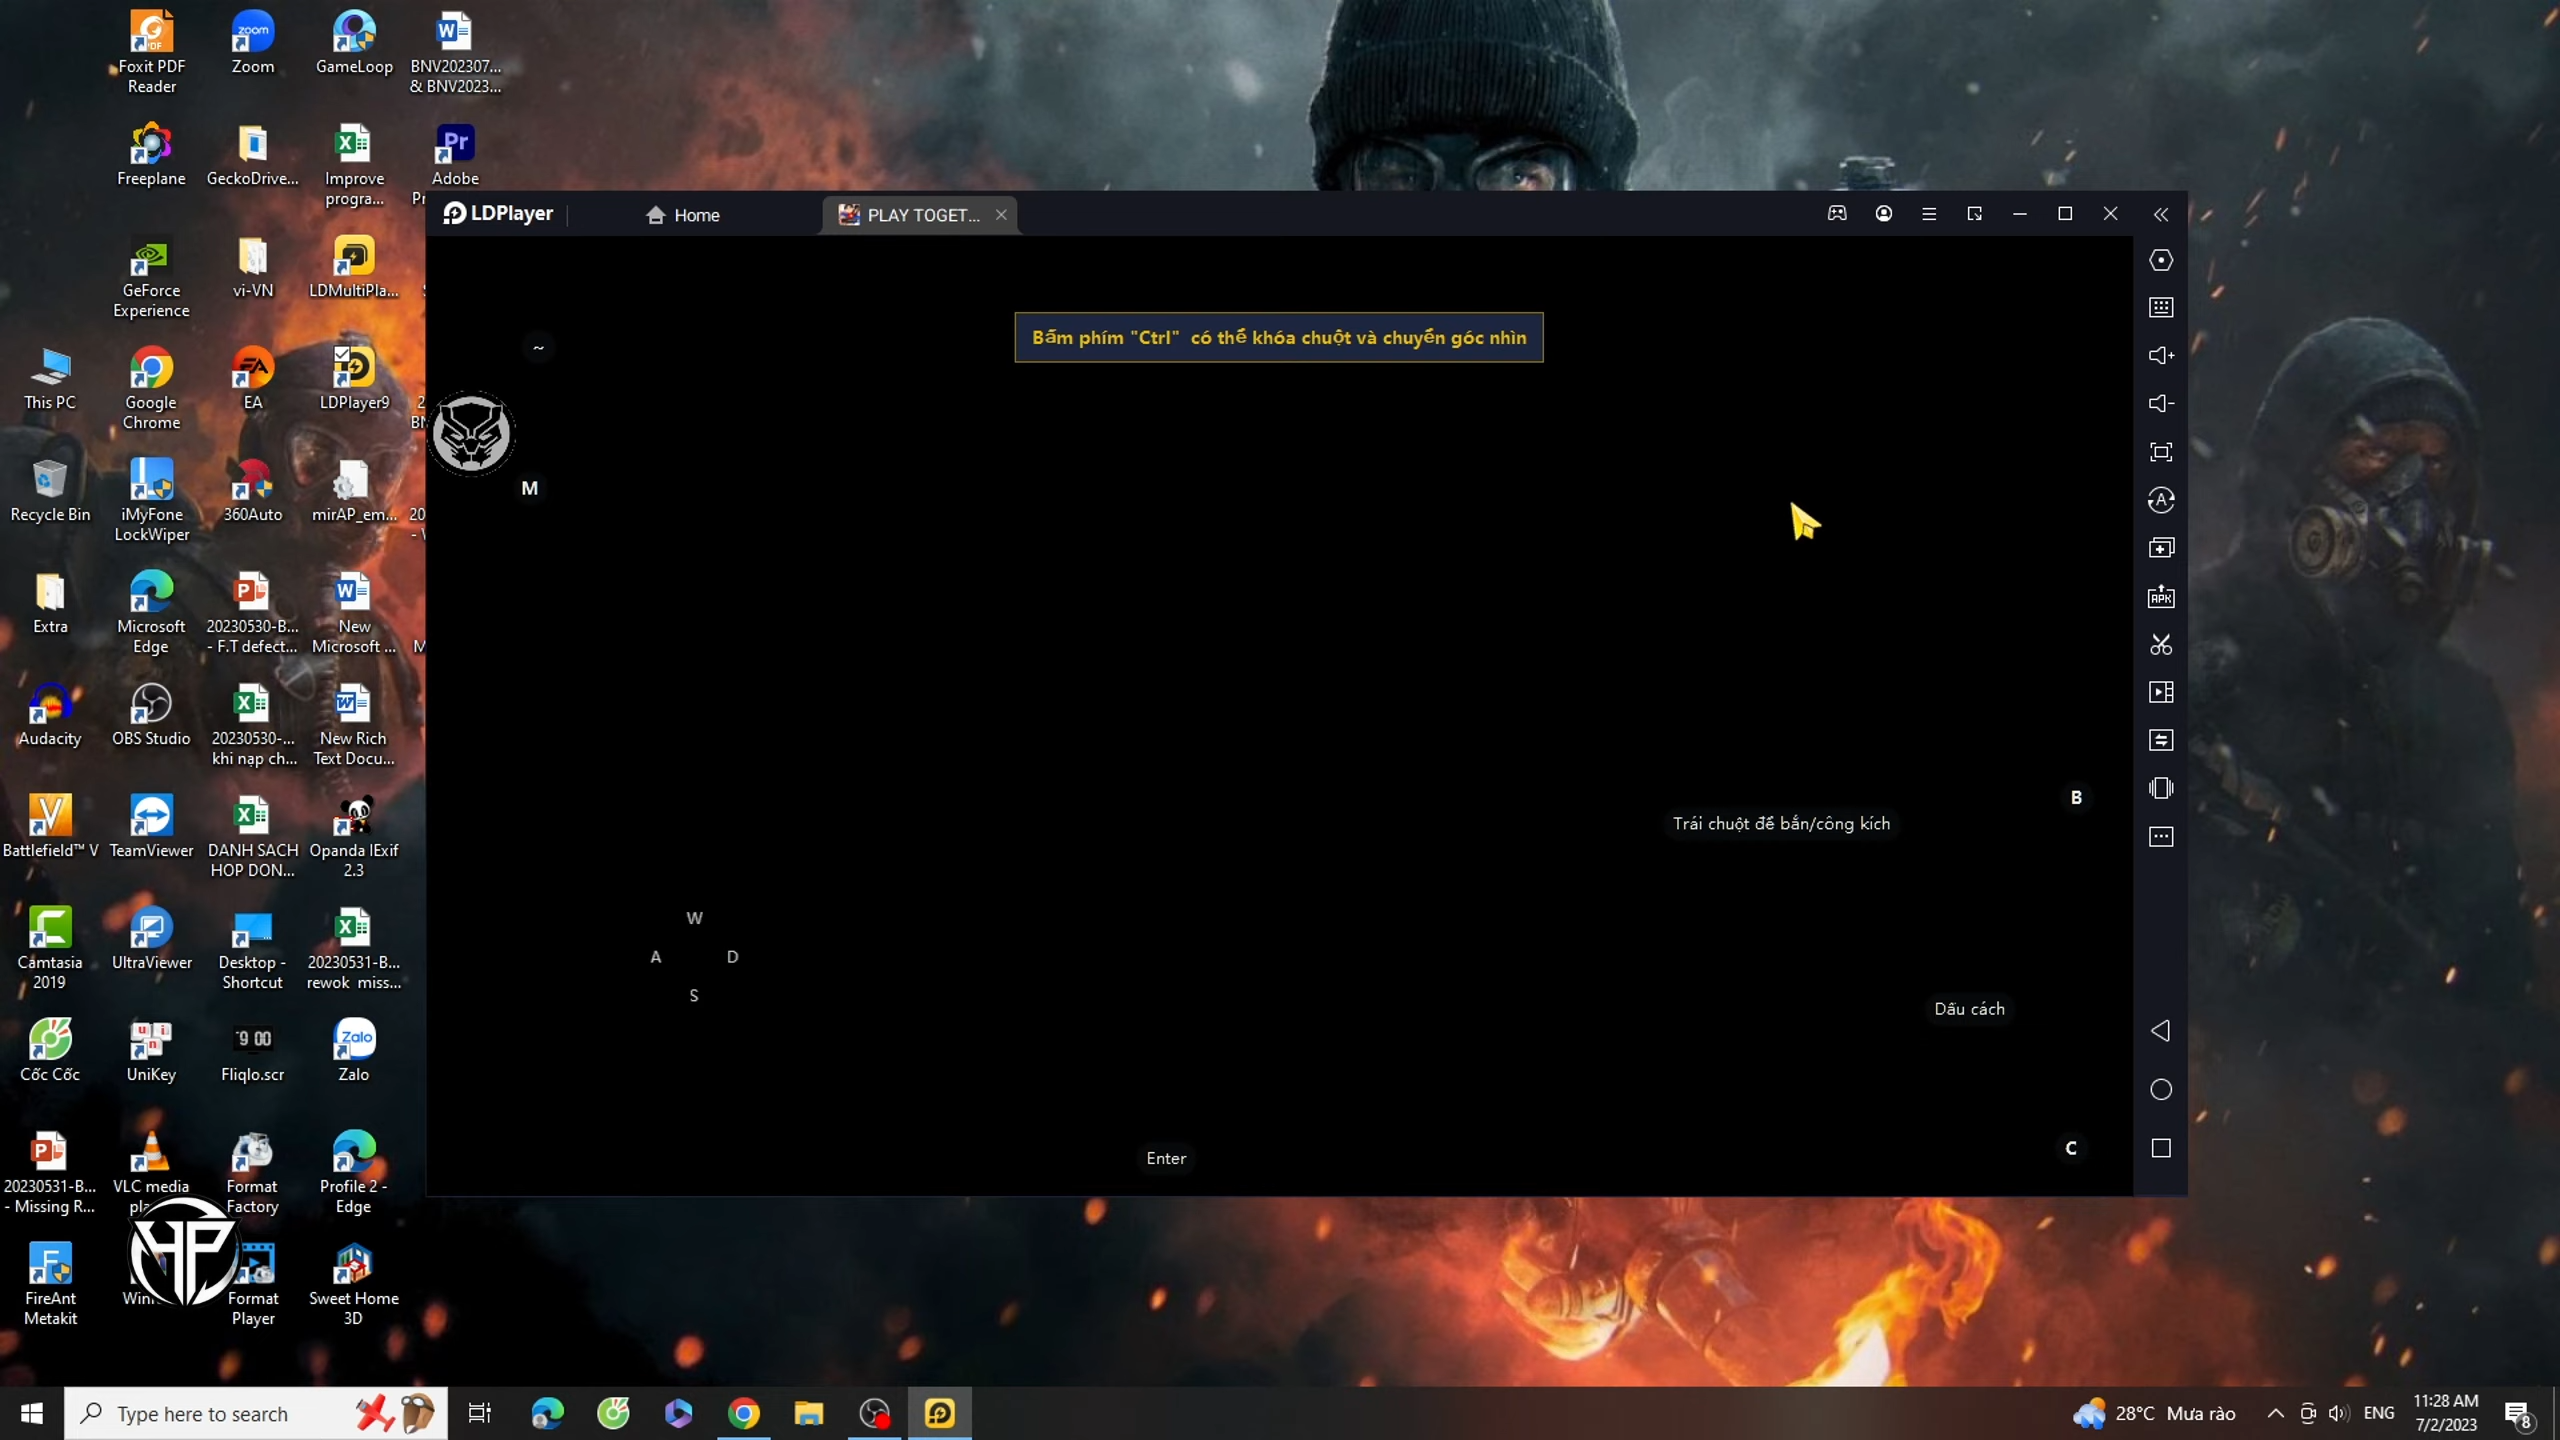 Foxit PDF
Reader
Zoom
GameLoop
BNV202307...
& BNV2023...
Freeplane
GeckoDrive...
Improve
progra...
Adobe
GeForce
Experience
vi-VN
LDMultiPla...
This PC
Google
Chrome
EA
LDPlayer9
Recycle Bin
iMyFone
LockWiper
360Auto
mirAP_em...
Extra
Microsoft
Edge
20230530-B...
- F.T defect...
New
Microsoft ...
Audacity
OBS Studio
20230530-...
khi nạp ch...
New Rich
Text Docu...
Battlefield™ V
TeamViewer
DANH SACH
HOP DON...
Opanda IExif
2.3
Camtasia
2019
UltraViewer
Desktop -
Shortcut
20230531-B...
rewok miss...
Cốc Cốc
UniKey
Fliqlo.scr
Zalo
20230531-B...
- Missing R...
VLC media
Format
Factory
Profile 2 -
Edge
FireAnt
Metakit
Format
Player
Sweet Home
3D
LDPlayer
Home
PLAY TOGET...
Bấm phím "Ctrl" có thể khóa chuột và chuyển góc nhìn
~
M
B
Trái chuột để bắn/công kích
W
A D
S
Dấu cách
Enter
C
APK
Type here to search
28°C Mưa rào
ENG
11:28 AM
7/2/2023
8